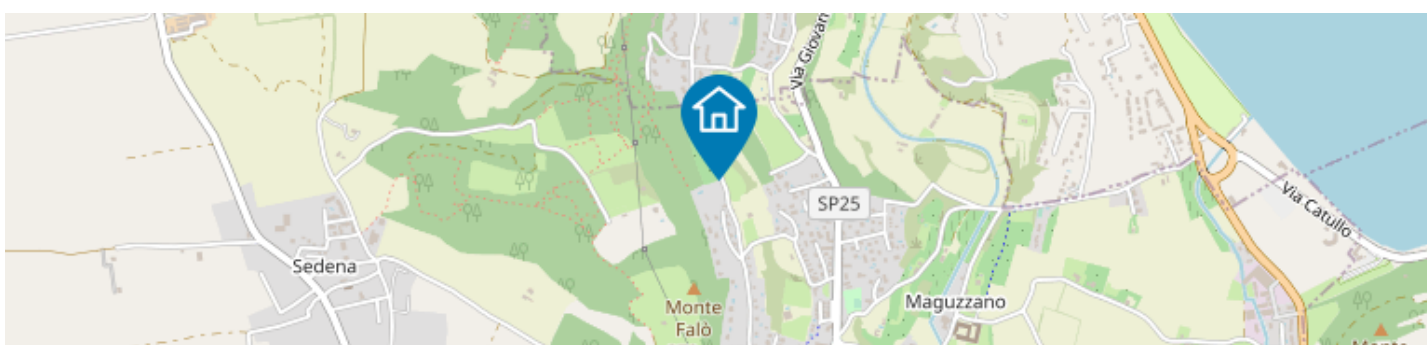 Via Giovan
SP25
Via Catullo
Sedena
Maguzzano
Monte
Falò
Monte